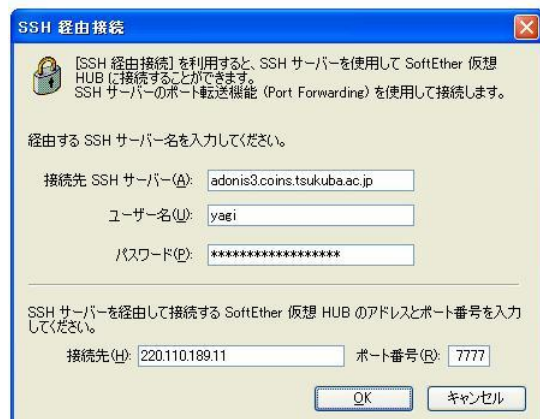 SSH 経由接続
[SSH 経由接続] を利用すると、SSH サーバーを使用して SoftEther 仮想
HUB に接続することができます。
SSH サーバーのポート転送機能 (Port Forwarding) を使用して接続します。
経由する SSH サーバー名を入力してください。
接続先 SSH サーバー(A): adonis3.coins.tsukuba.ac.jp
ユーザー名(U): yagi
パスワード(P): ******************
SSH サーバーを経由して接続する SoftEther 仮想 HUB のアドレスとポート番号を入力
してください。
接続先(H): 220.110.189.11 ポート番号(R): 7777
OK キャンセル